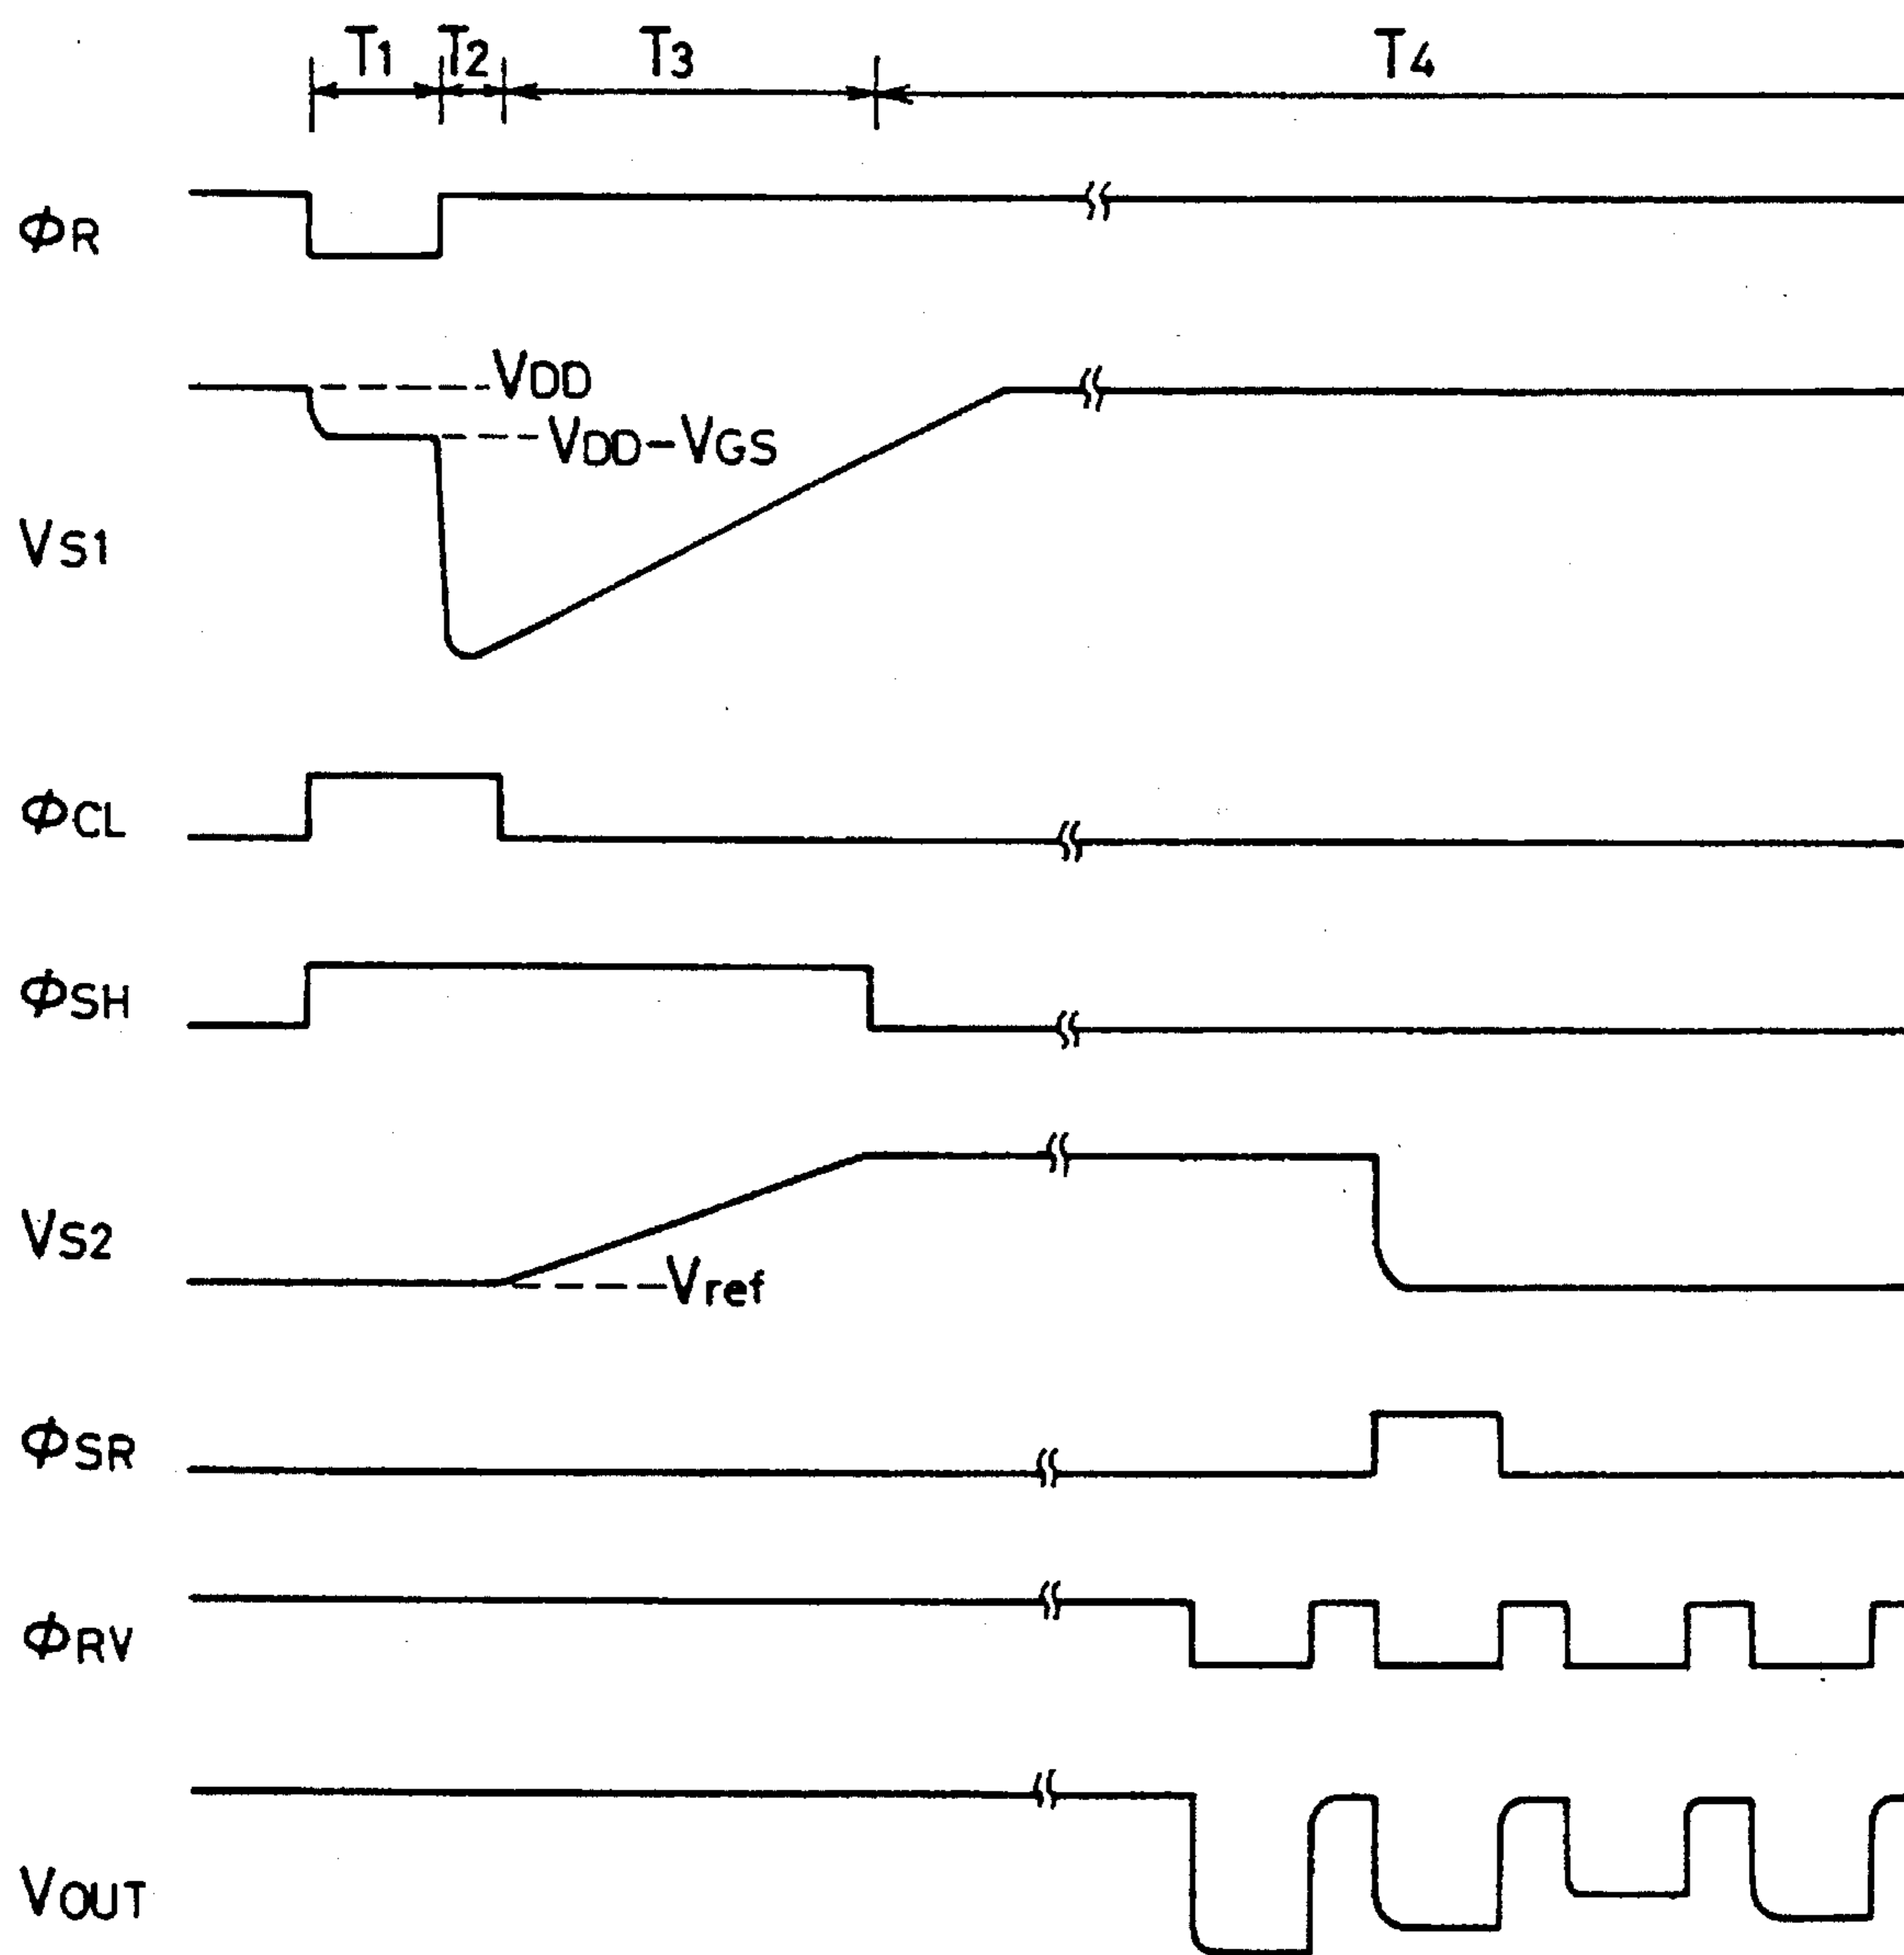 T1 T2 T3 T4
ΦR
VDD
VDD-VGS
VS1
ΦCL
ΦSH
VS2
Vref
ΦSR
ΦRV
VOUT